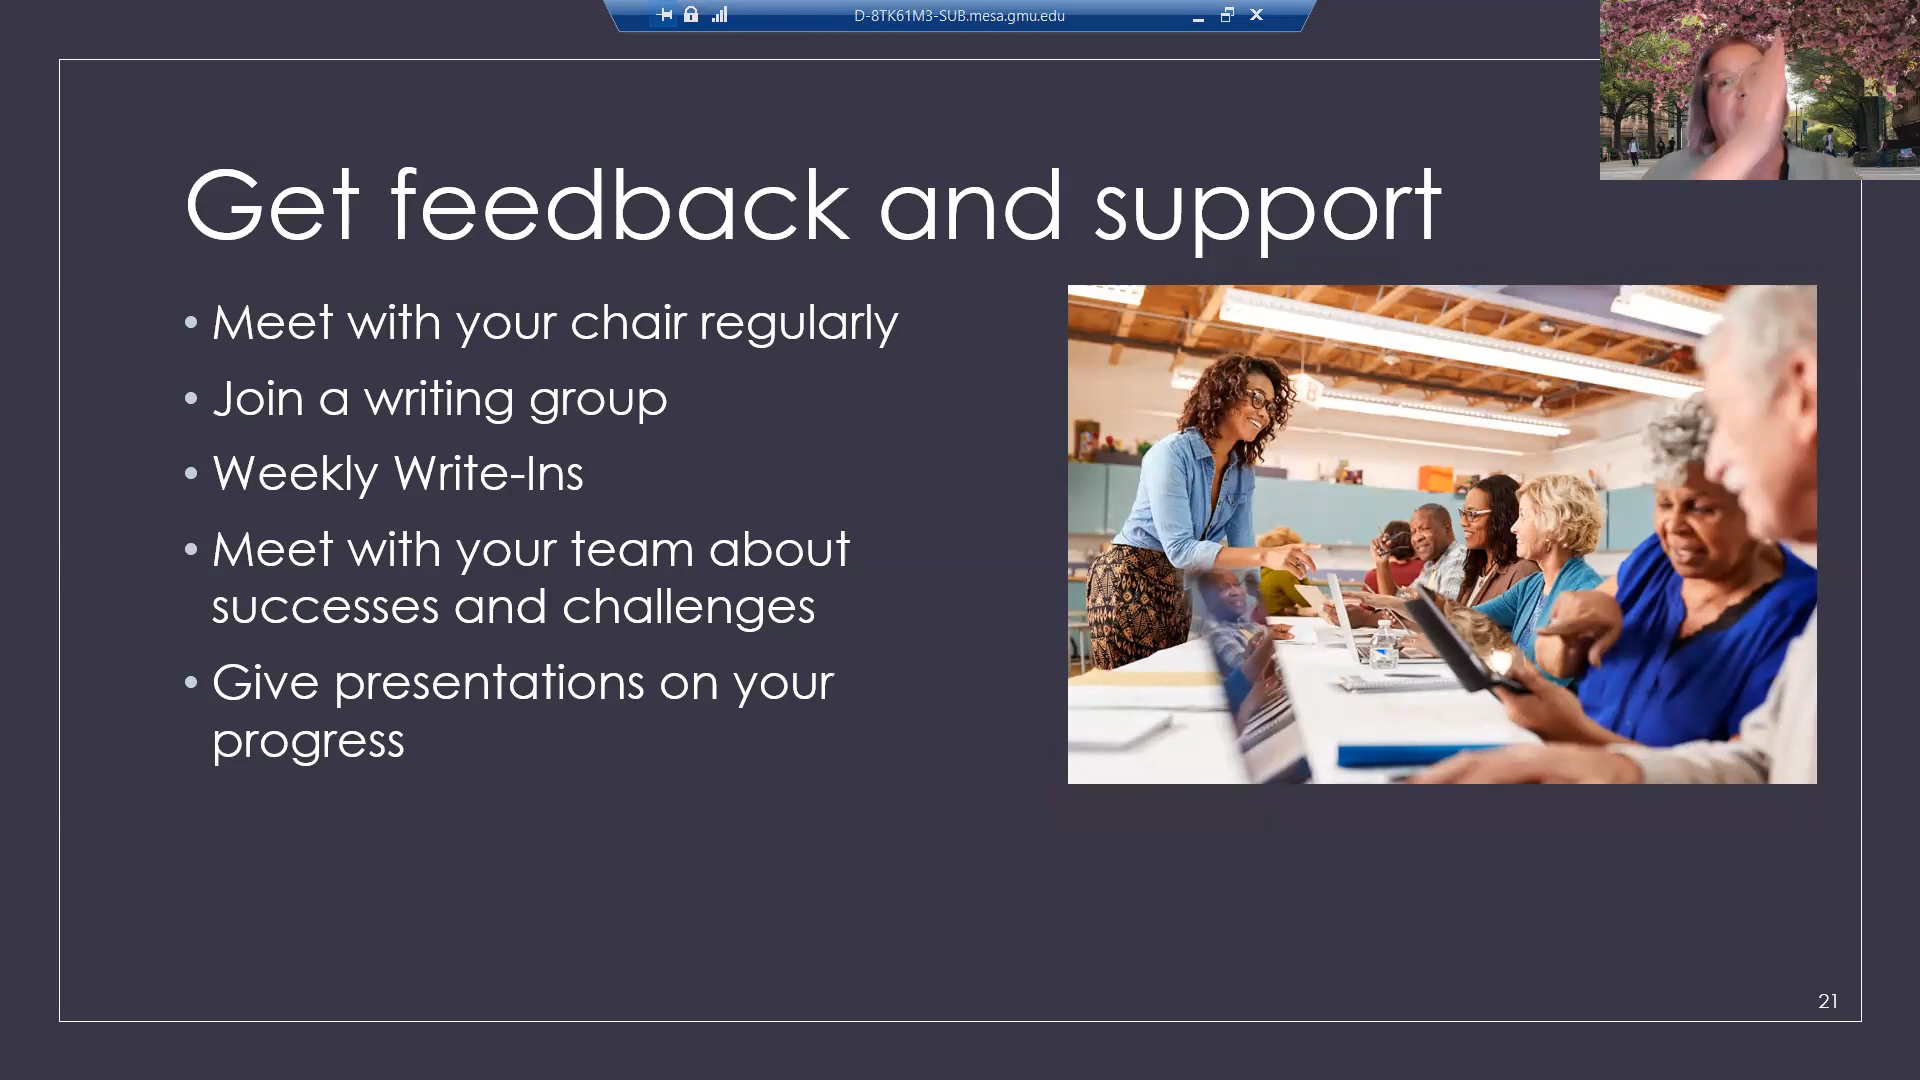 D-8TK61M3-SUB.mesa.gmu.edu
Get feedback and support
• Meet with your chair regularly
• Join a writing group
• Weekly Write-Ins
• Meet with your team about
successes and challenges
• Give presentations on your
progress
21